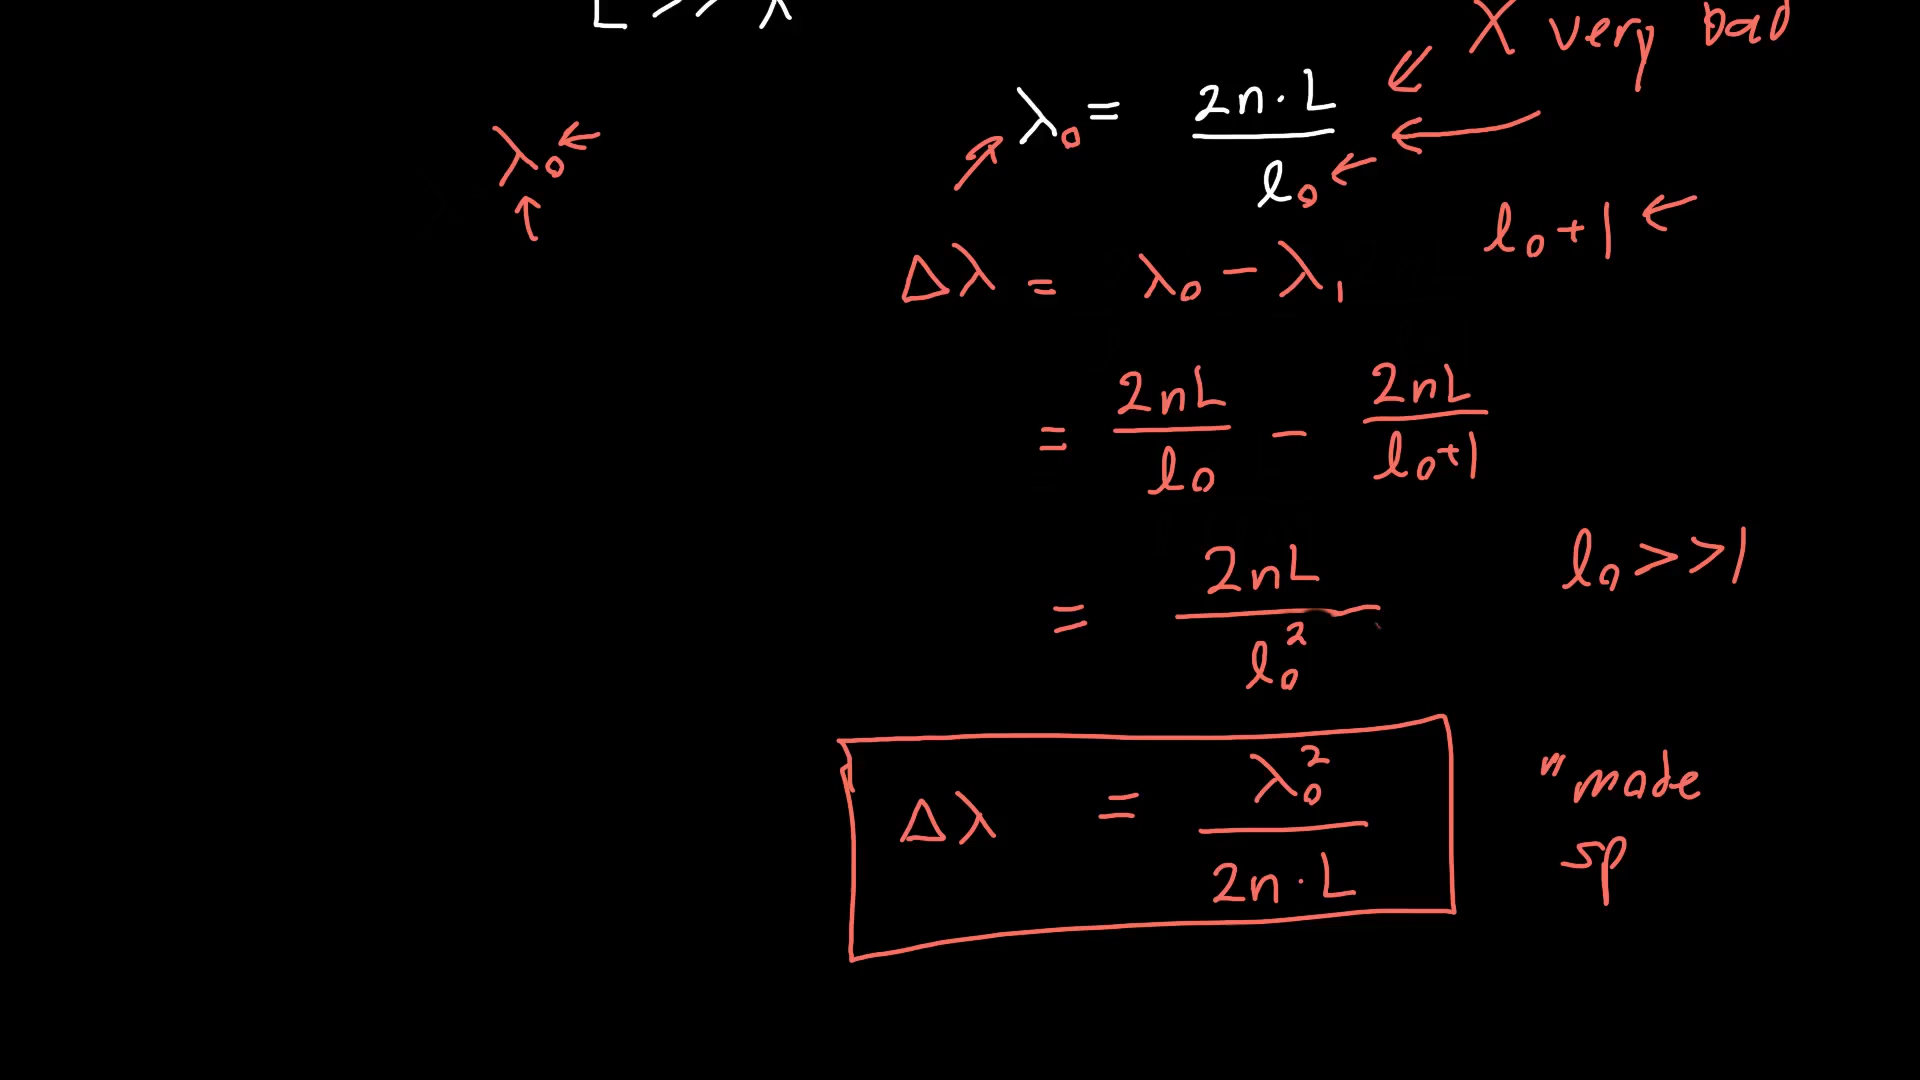 L >> λ
X very bad
λ₀ = 2n·L / l₀
λ₀
l₀+1
Δλ = λ₀ − λ₁
= 2nL / l₀ − 2nL / l₀+1
= 2nL / l₀²
l₀ >> 1
Δλ = λ₀² / 2n·L
"mode
sp